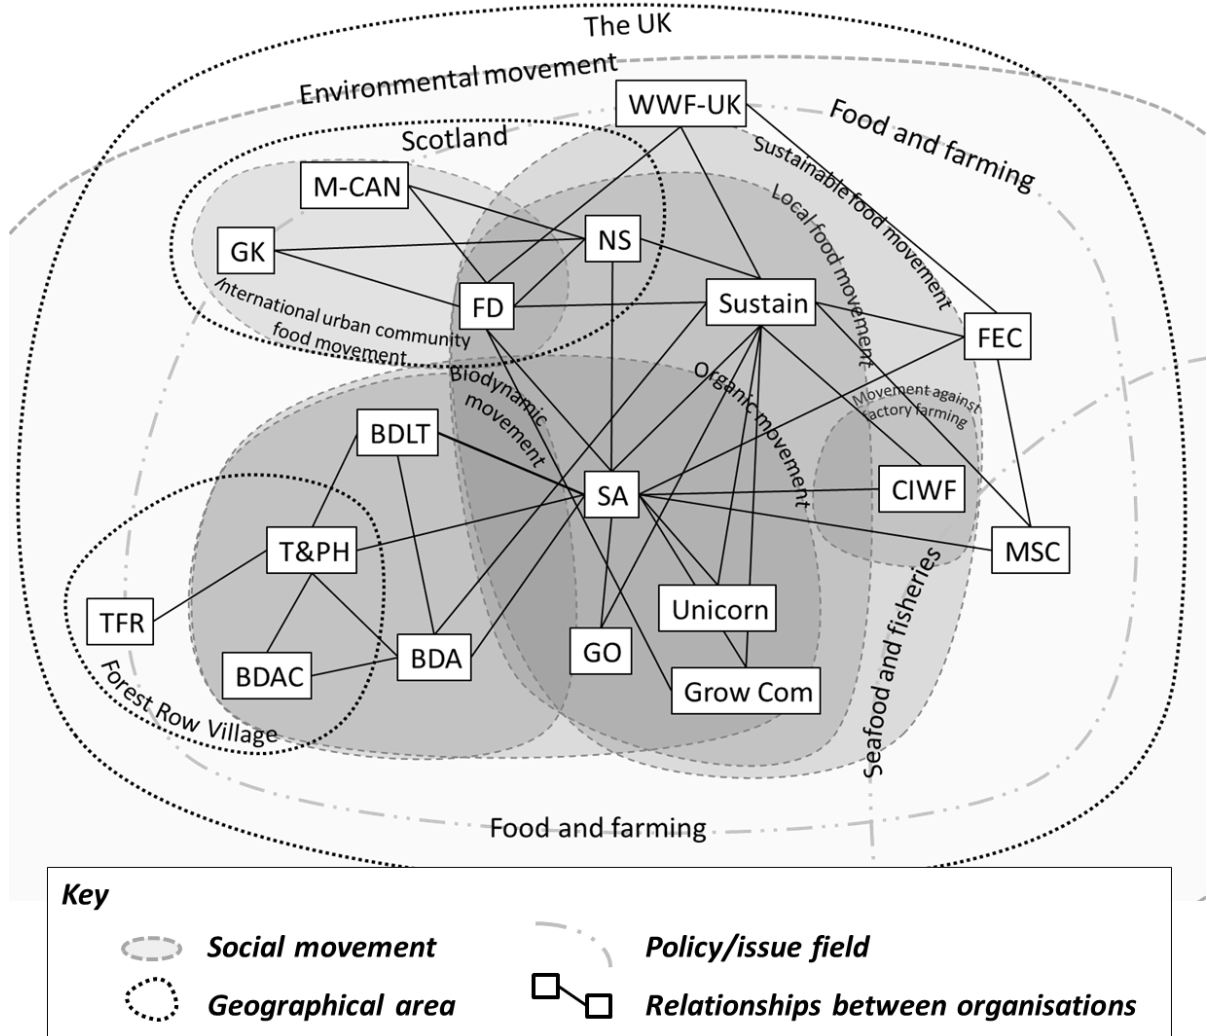 The UK
Environmental movement
WWF-UK
Food and farming
Scotland
Sustainable food movement
M-CAN
Local food movement
NS
GK
International urban community
food movement
FD
Sustain
FEC
Biodynamic
movement
Organic movement
Movement against
factory farming
BDLT
SA
CIWF
T&PH
MSC
Seafood and fisheries
TFR
Unicorn
BDA
GO
BDAC
Grow Com
Forest Row Village
Food and farming
Key
Social movement
Policy/issue field
Geographical area
Relationships between organisations